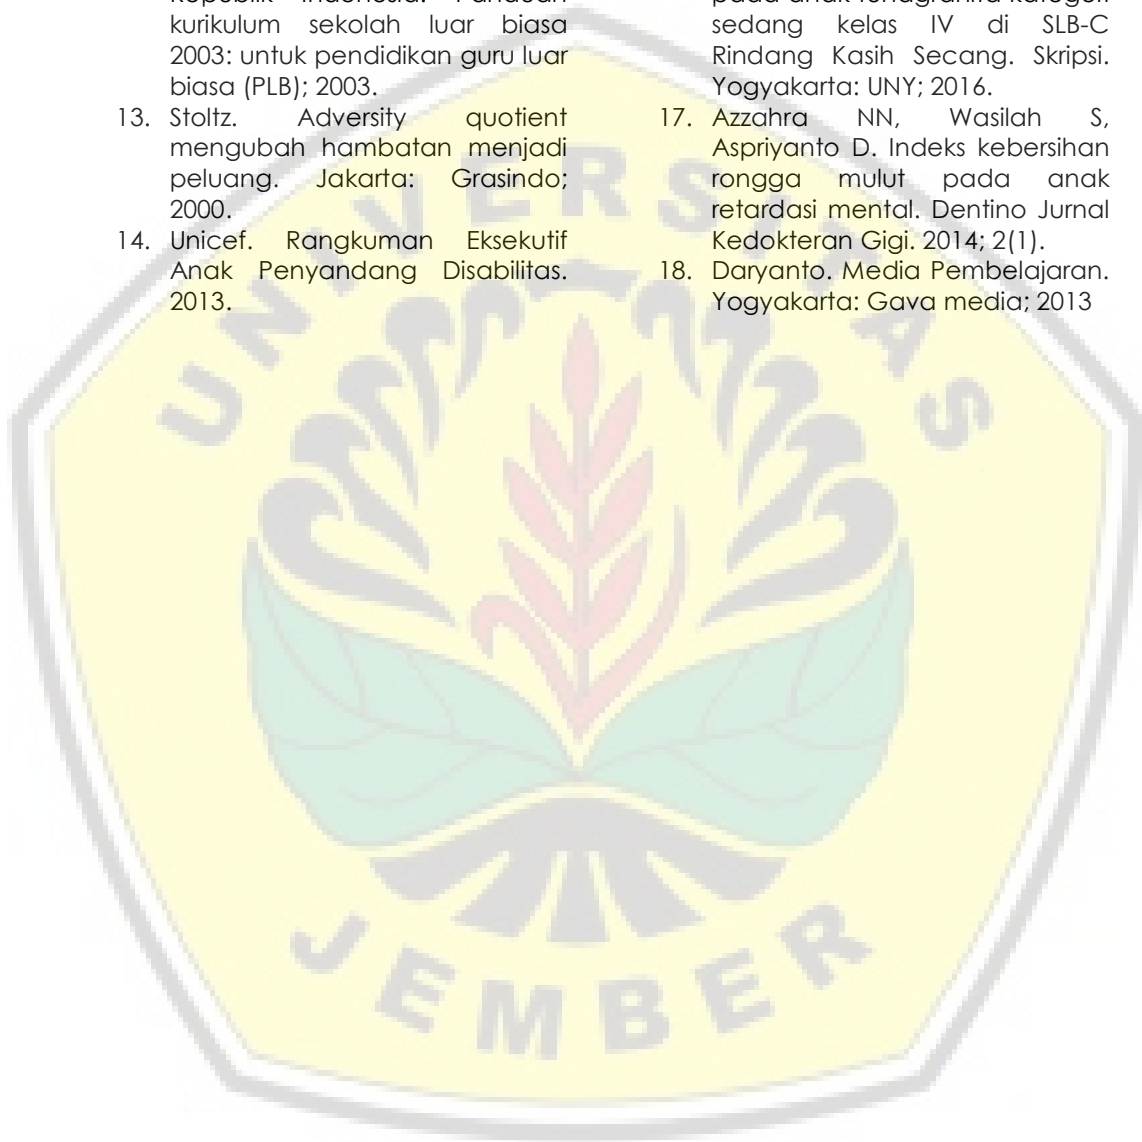 Republik Indonesia. Panduan
kurikulum sekolah luar biasa
2003: untuk pendidikan guru luar
biasa (PLB); 2003.
13. Stoltz. Adversity quotient
mengubah hambatan menjadi
peluang. Jakarta: Grasindo;
2000.
14. Unicef. Rangkuman Eksekutif
Anak Penyandang Disabilitas.
2013.
pada anak tunagrahita kategori
sedang kelas IV di SLB-C
Rindang Kasih Secang. Skripsi.
Yogyakarta: UNY; 2016.
17. Azzahra NN, Wasilah S,
Aspriyanto D. Indeks kebersihan
rongga mulut pada anak
retardasi mental. Dentino Jurnal
Kedokteran Gigi. 2014; 2(1).
18. Daryanto. Media Pembelajaran.
Yogyakarta: Gava media; 2013
UNIVERSITAS
JEMBER